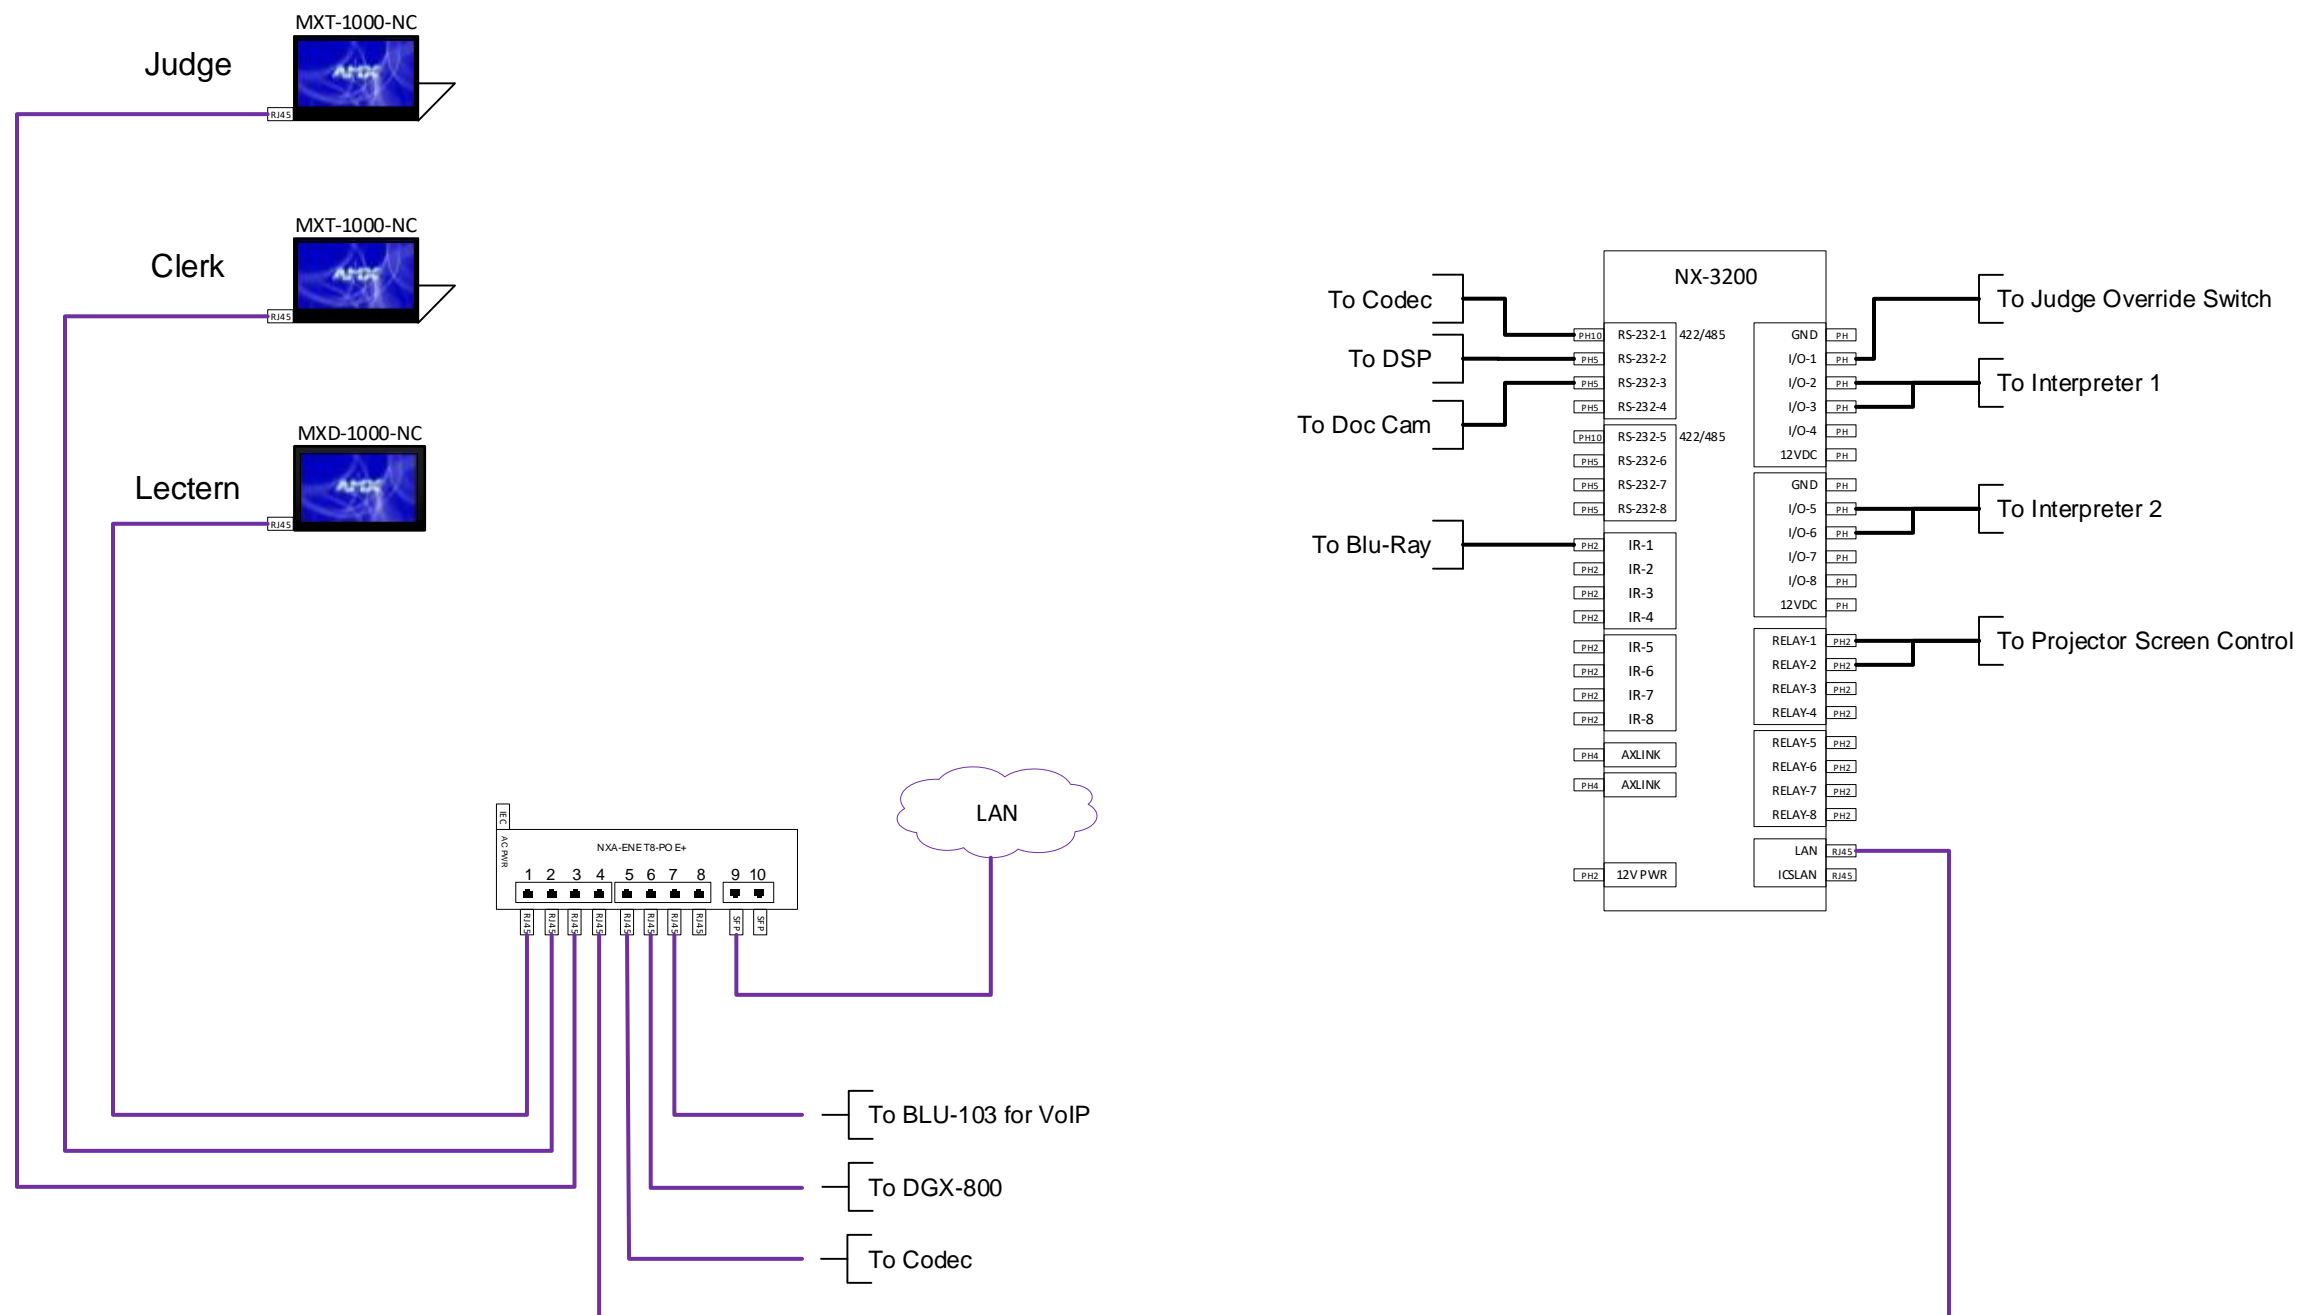 MXT-1000-NC
Judge
RJ45
MXT-1000-NC
Clerk
RJ45
MXD-1000-NC
Lectern
RJ45
IEC
AC PWR
NXA-ENET8-POE+
1 2 3 4 5 6 7 8 9 10
RJ45 RJ45 RJ45 RJ45 RJ45 RJ45 RJ45 RJ45 SFP SFP
LAN
To BLU-103 for VoIP
To DGX-800
To Codec
NX-3200
To Codec
To DSP
To Doc Cam
To Blu-Ray
PH10 RS-232-1 422/485
PH5 RS-232-2
PH5 RS-232-3
PH5 RS-232-4
PH10 RS-232-5 422/485
PH5 RS-232-6
PH5 RS-232-7
PH5 RS-232-8
PH2 IR-1
PH2 IR-2
PH2 IR-3
PH2 IR-4
PH2 IR-5
PH2 IR-6
PH2 IR-7
PH2 IR-8
PH4 AXLINK
PH4 AXLINK
PH2 12V PWR
GND PH
I/O-1 PH
I/O-2 PH
I/O-3 PH
I/O-4 PH
12VDC PH
GND PH
I/O-5 PH
I/O-6 PH
I/O-7 PH
I/O-8 PH
12VDC PH
RELAY-1 PH2
RELAY-2 PH2
RELAY-3 PH2
RELAY-4 PH2
RELAY-5 PH2
RELAY-6 PH2
RELAY-7 PH2
RELAY-8 PH2
LAN RJ45
ICSLAN RJ45
To Judge Override Switch
To Interpreter 1
To Interpreter 2
To Projector Screen Control